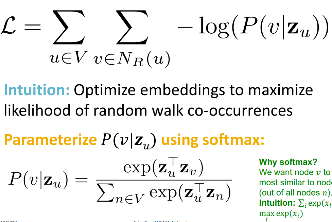 ℒ = ∑_{u∈V} ∑_{v∈N_R(u)} −log(P(v|𝐳_u))
Intuition: Optimize embeddings to maximize
likelihood of random walk co-occurrences
Parameterize P(v|𝐳_u) using softmax:
P(v|𝐳_u) = exp(𝐳_u^⊤𝐳_v) / ∑_{n∈V} exp(𝐳_u^⊤𝐳_n)
Why softmax?
We want node v to
most similar to node
(out of all nodes n).
Intuition: ∑_i exp(x_i
max exp(x_i)